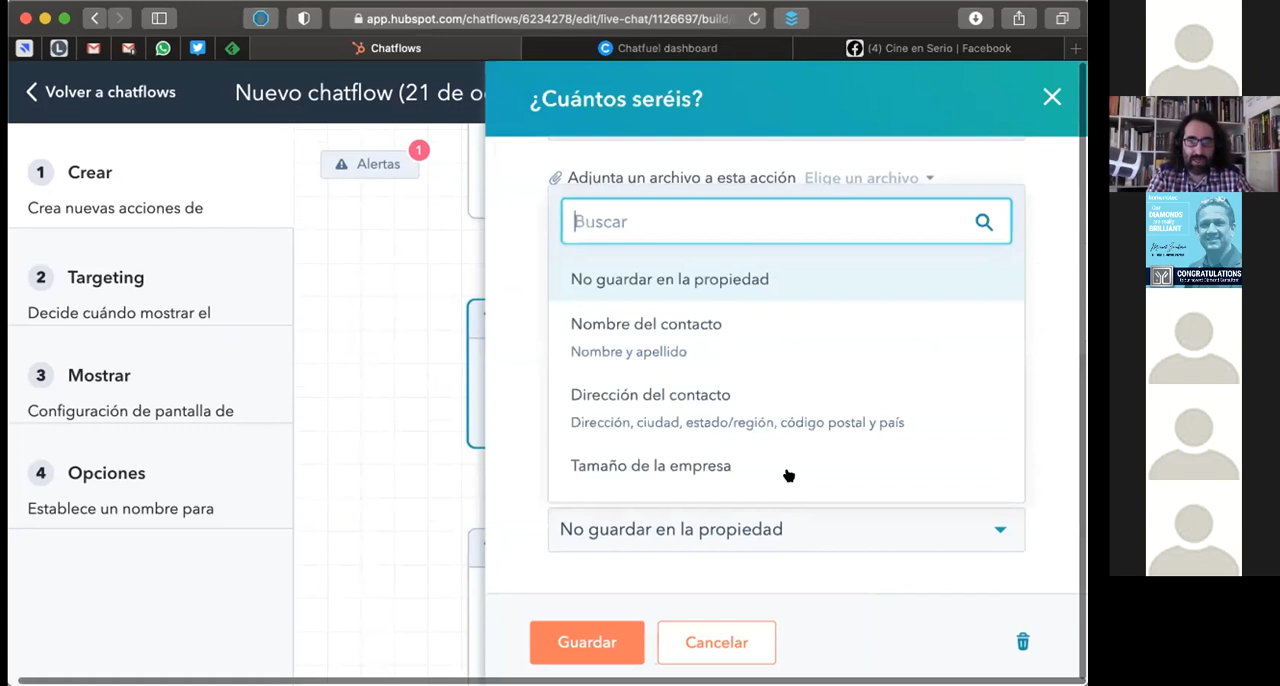 app.hubspot.com/chatflows/6234278/edit/live-chat/1126697/build/
Chatflows
Chatfuel dashboard
(4) Cine en Serio | Facebook
Volver a chatflows
Nuevo chatflow (21 de oc
¿Cuántos seréis?
1 Crear
Crea nuevas acciones de
2 Targeting
Decide cuándo mostrar el
3 Mostrar
Configuración de pantalla de
4 Opciones
Establece un nombre para
Alertas
1
Adjunta un archivo a esta acción Elige un archivo
Buscar
No guardar en la propiedad
Nombre del contacto
Nombre y apellido
Dirección del contacto
Dirección, ciudad, estado/región, código postal y país
Tamaño de la empresa
No guardar en la propiedad
Guardar
Cancelar
DIAMONDS
BRILLIANT
CONGRATULATIONS